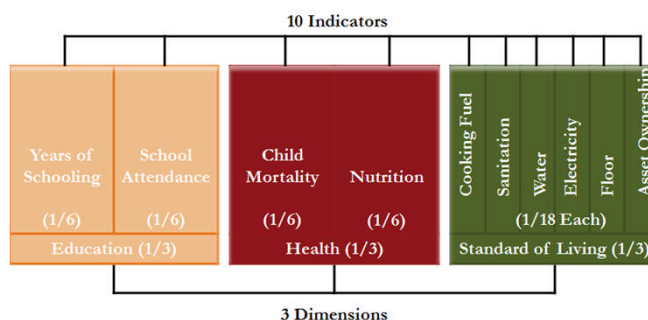 10 Indicators
Years of
Schooling
(1/6)
School
Attendance
(1/6)
Education (1/3)
Child
Mortality
(1/6)
Nutrition
(1/6)
Health (1/3)
Cooking Fuel
Sanitation
Water
Electricity
Floor
Asset Ownership
(1/18 Each)
Standard of Living (1/3)
3 Dimensions